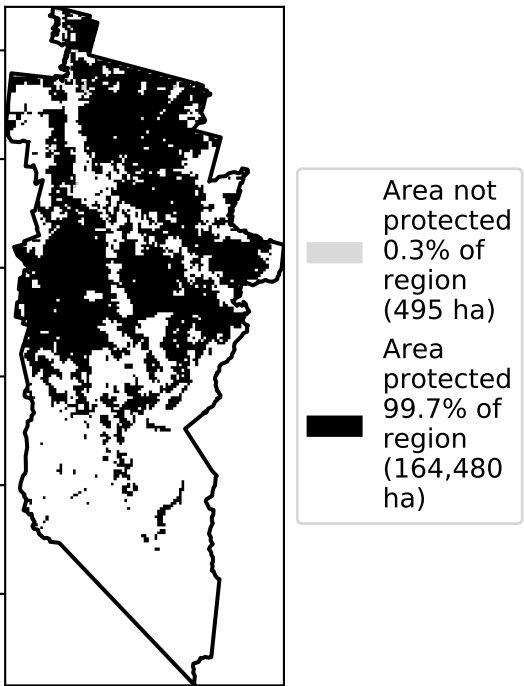 Area not
protected
0.3% of
region
(495 ha)
Area
protected
99.7% of
region
(164,480
ha)